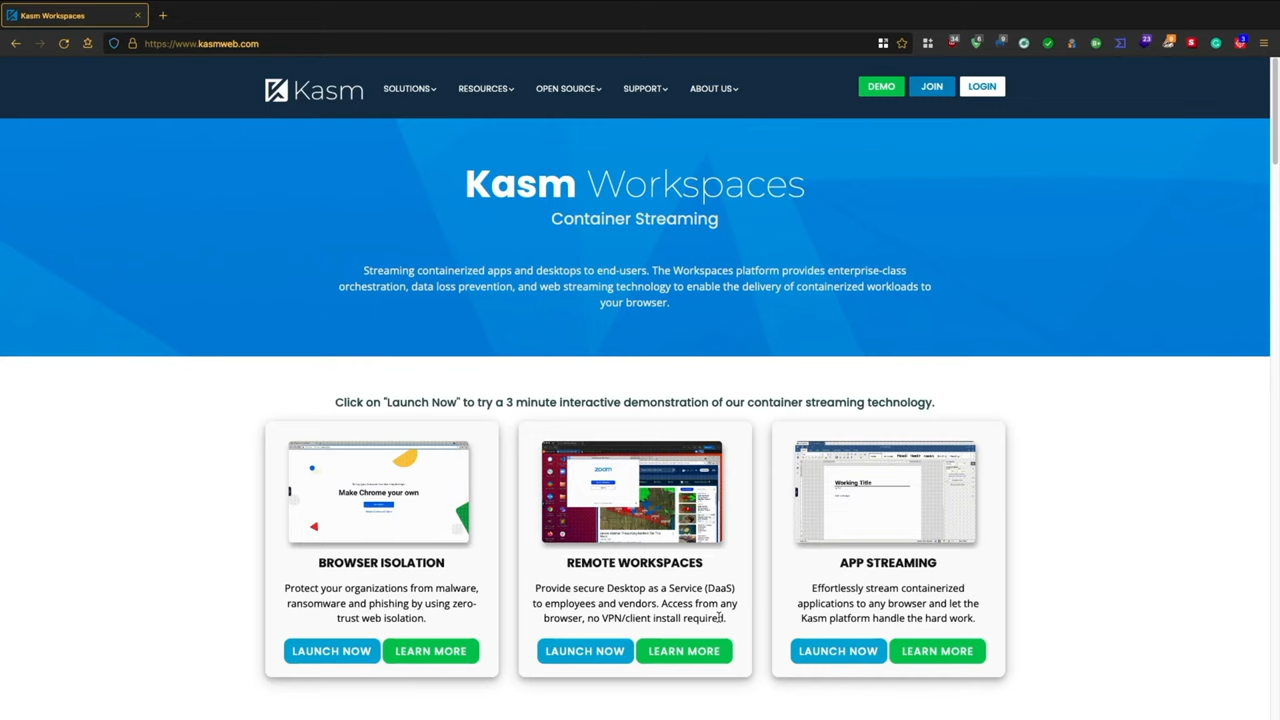 Kasm Workspaces
https://www.kasmweb.com
34
6
9
23
3
Kasm
SOLUTIONS
RESOURCES
OPEN SOURCE
SUPPORT
ABOUT US
DEMO
JOIN
LOGIN
Kasm Workspaces
Container Streaming
Streaming containerized apps and desktops to end-users. The Workspaces platform provides enterprise-class
orchestration, data loss prevention, and web streaming technology to enable the delivery of containerized workloads to
your browser.
Click on "Launch Now" to try a 3 minute interactive demonstration of our container streaming technology.
Make Chrome your own
zoom
Working Title
BROWSER ISOLATION
Protect your organizations from malware,
ransomware and phishing by using zero-
trust web isolation.
LAUNCH NOW
LEARN MORE
REMOTE WORKSPACES
Provide secure Desktop as a Service (DaaS)
to employees and vendors. Access from any
browser, no VPN/client install required.
LAUNCH NOW
LEARN MORE
APP STREAMING
Effortlessly stream containerized
applications to any browser and let the
Kasm platform handle the hard work.
LAUNCH NOW
LEARN MORE